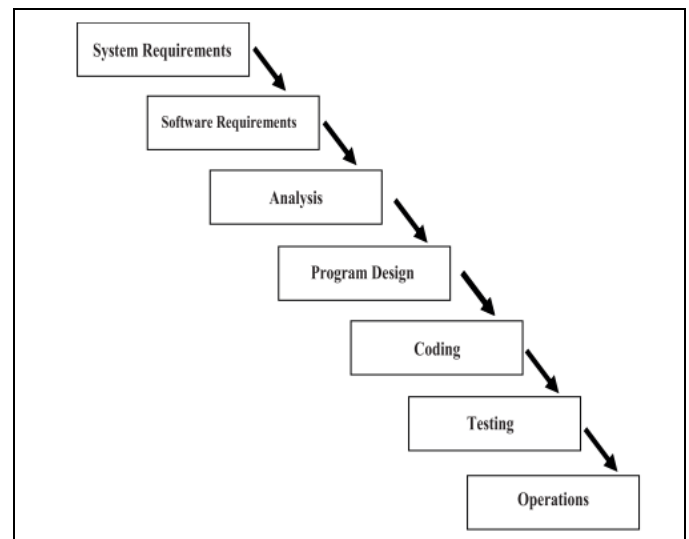 System Requirements
Software Requirements
Analysis
Program Design
Coding
Testing
Operations